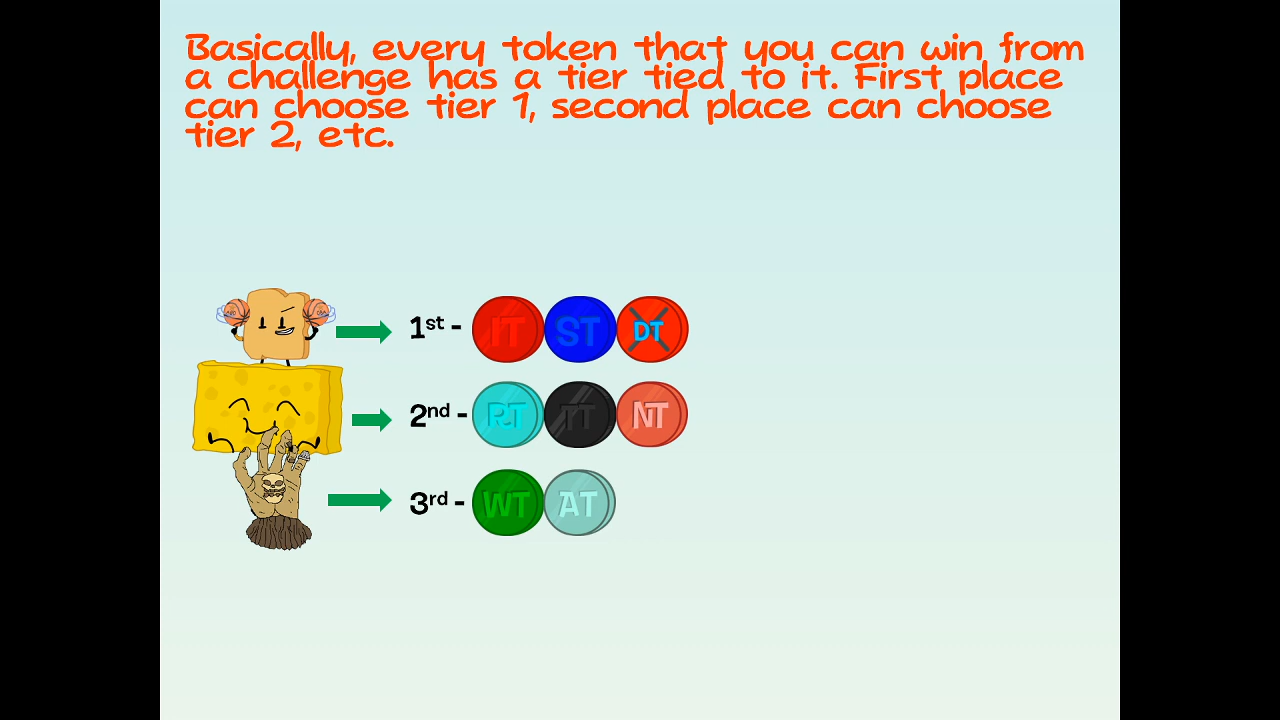 Basically, every token that you can win from
a challenge has a tier tied to it. First place
can choose tier 1, second place can choose
tier 2, etc.
1st - IT ST DT
2nd - RT TT NT
3rd - WT AT